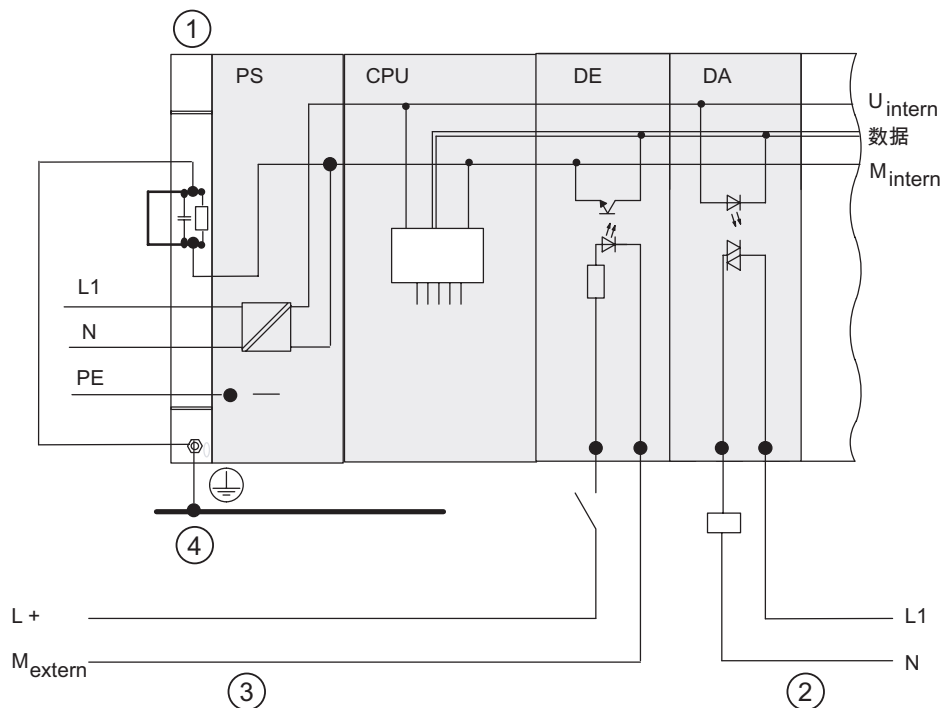 ①
PS
CPU
DE
DA
U intern
数据
M intern
L1
N
PE
④
L +
L1
M extern
N
③
②